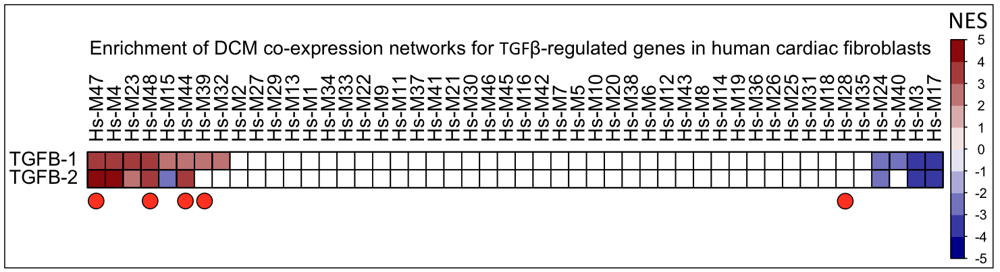 NES
Enrichment of DCM co-expression networks for TGFβ-regulated genes in human cardiac fibroblasts
Hs-M47
Hs-M4
Hs-M23
Hs-M48
Hs-M15
Hs-M44
Hs-M39
Hs-M32
Hs-M2
Hs-M27
Hs-M29
Hs-M13
Hs-M1
Hs-M34
Hs-M33
Hs-M22
Hs-M9
Hs-M11
Hs-M37
Hs-M41
Hs-M21
Hs-M30
Hs-M46
Hs-M45
Hs-M16
Hs-M42
Hs-M7
Hs-M5
Hs-M10
Hs-M20
Hs-M38
Hs-M6
Hs-M12
Hs-M43
Hs-M8
Hs-M14
Hs-M19
Hs-M36
Hs-M26
Hs-M25
Hs-M31
Hs-M18
Hs-M28
Hs-M35
Hs-M24
Hs-M40
Hs-M3
Hs-M17
TGFB-1
TGFB-2
5
4
3
2
1
0
-1
-2
-3
-4
-5